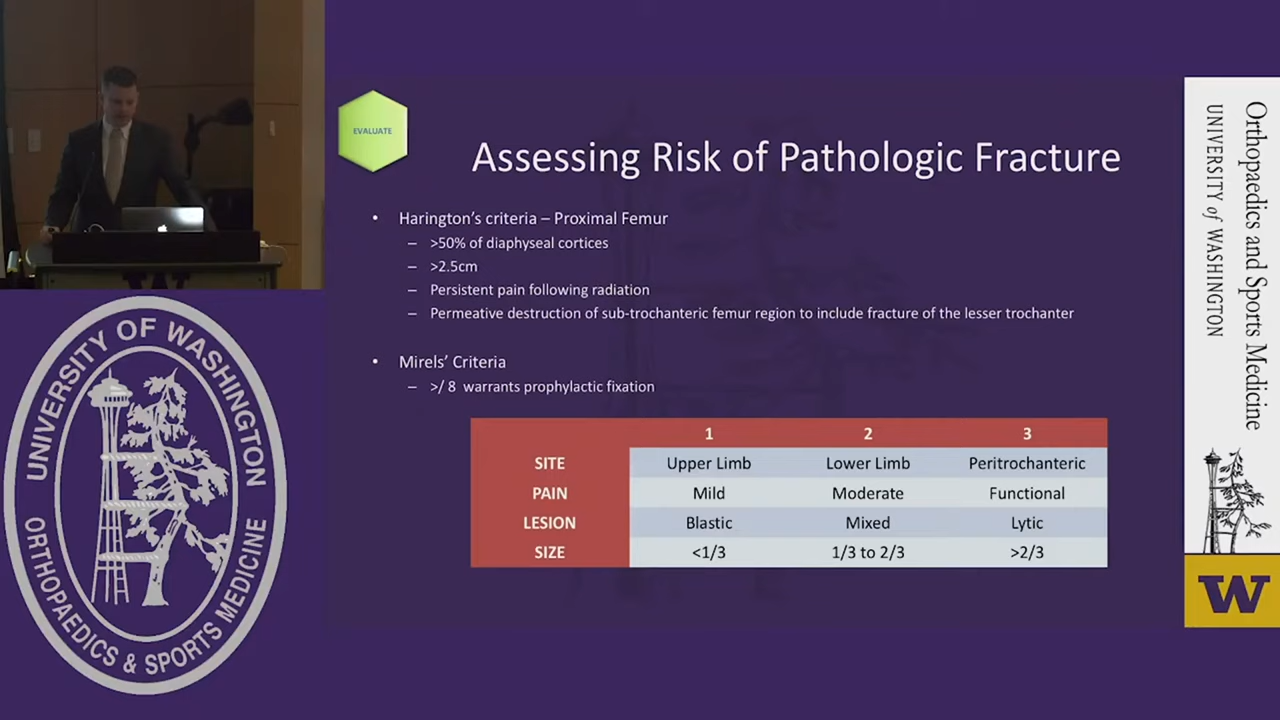 EVALUATE
Assessing Risk of Pathologic Fracture
• Harington's criteria – Proximal Femur
– >50% of diaphyseal cortices
– >2.5cm
– Persistent pain following radiation
– Permeative destruction of sub-trochanteric femur region to include fracture of the lesser trochanter
• Mirels' Criteria
– >/ 8 warrants prophylactic fixation
1 2 3
SITE Upper Limb Lower Limb Peritrochanteric
PAIN Mild Moderate Functional
LESION Blastic Mixed Lytic
SIZE <1/3 1/3 to 2/3 >2/3
UNIVERSITY OF WASHINGTON
ORTHOPAEDICS & SPORTS MEDICINE
Orthopaedics and Sports Medicine
UNIVERSITY of WASHINGTON
W